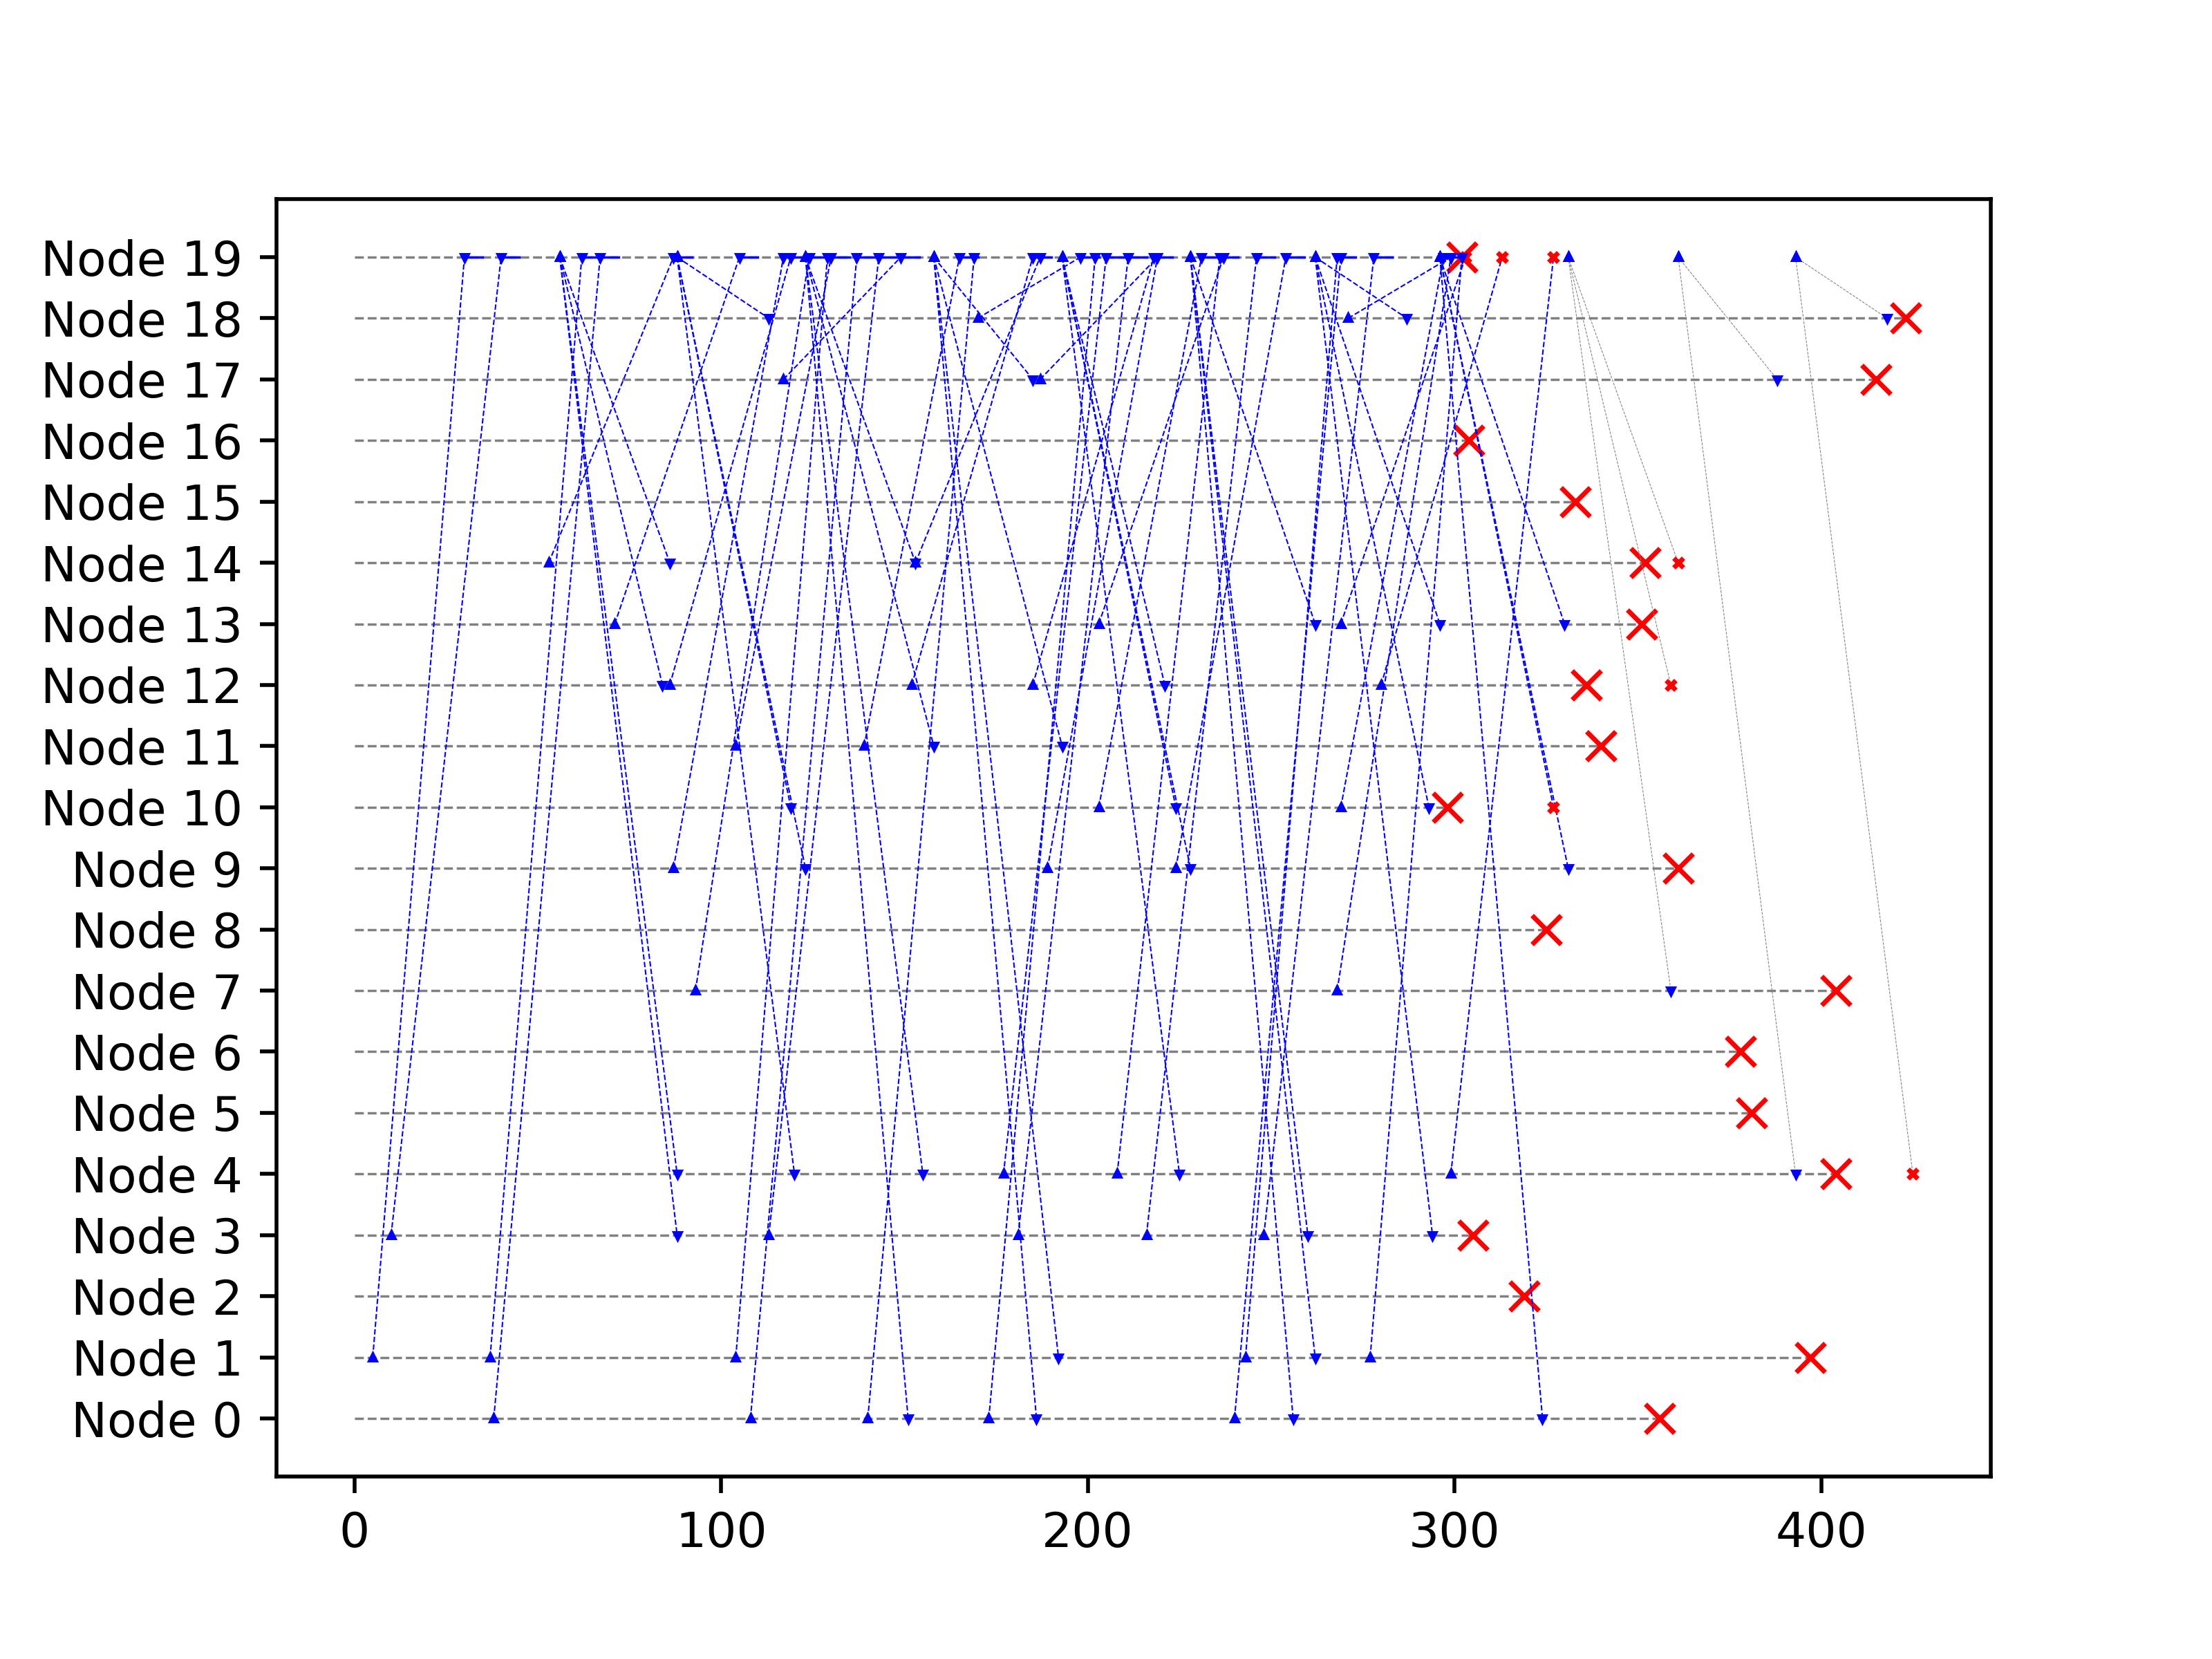 Node 19
Node 18
Node 17
Node 16
Node 15
Node 14
Node 13
Node 12
Node 11
Node 10
Node 9
Node 8
Node 7
Node 6
Node 5
Node 4
Node 3
Node 2
Node 1
Node 0
0 100 200 300 400